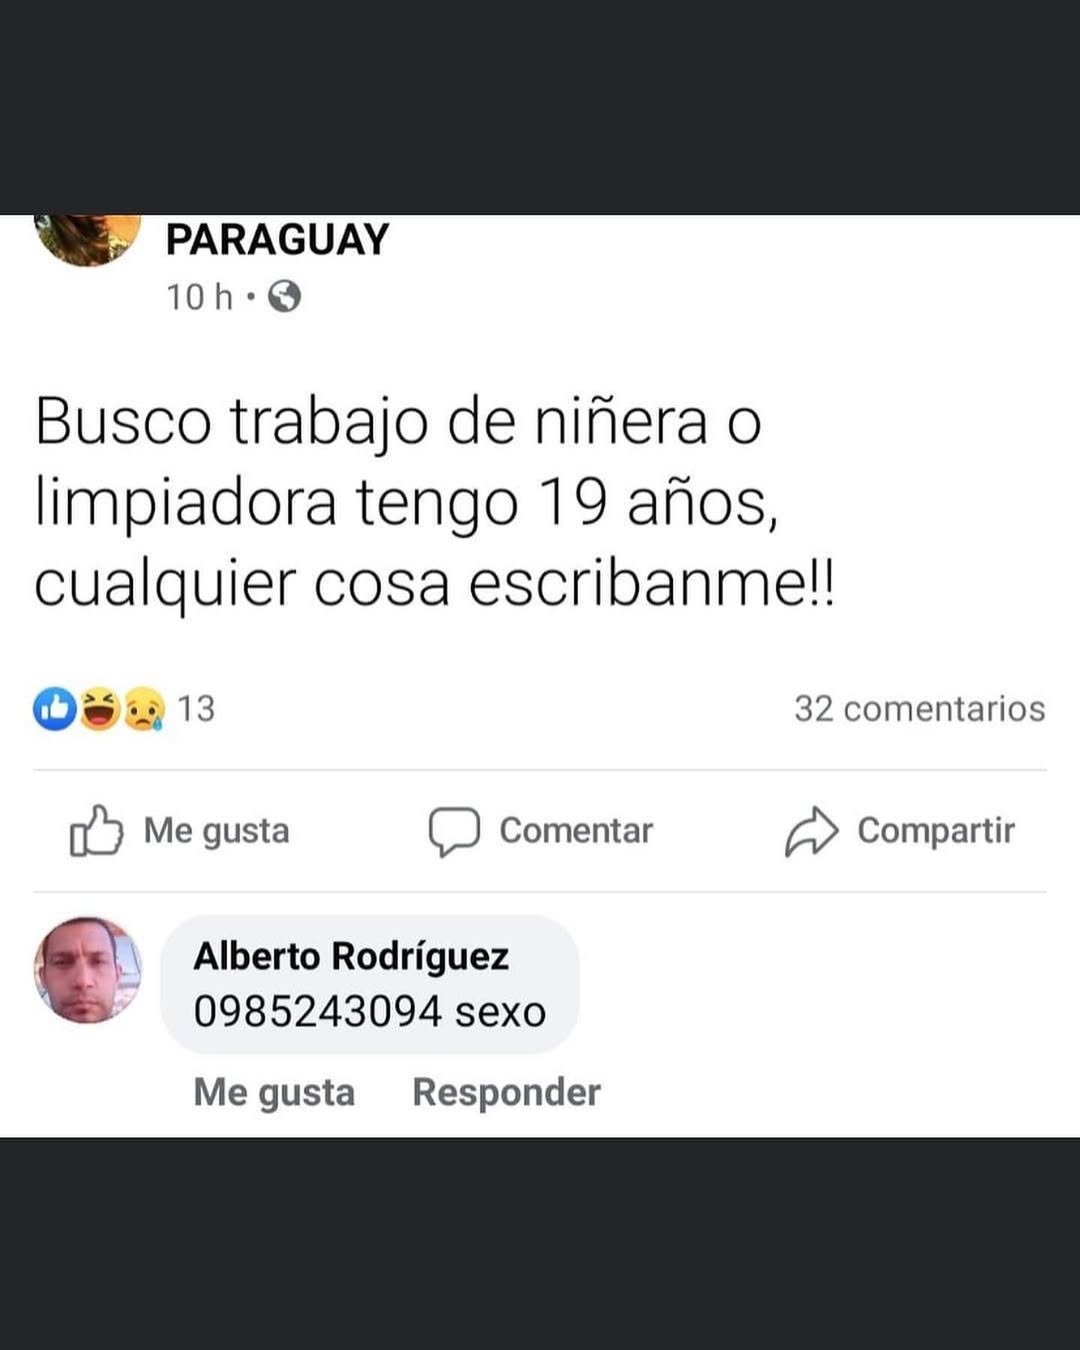 PARAGUAY
10 h •
Busco trabajo de niñera o
limpiadora tengo 19 años,
cualquier cosa escribanme!!
13
32 comentarios
Me gusta
Comentar
Compartir
Alberto Rodríguez
0985243094 sexo
Me gusta
Responder